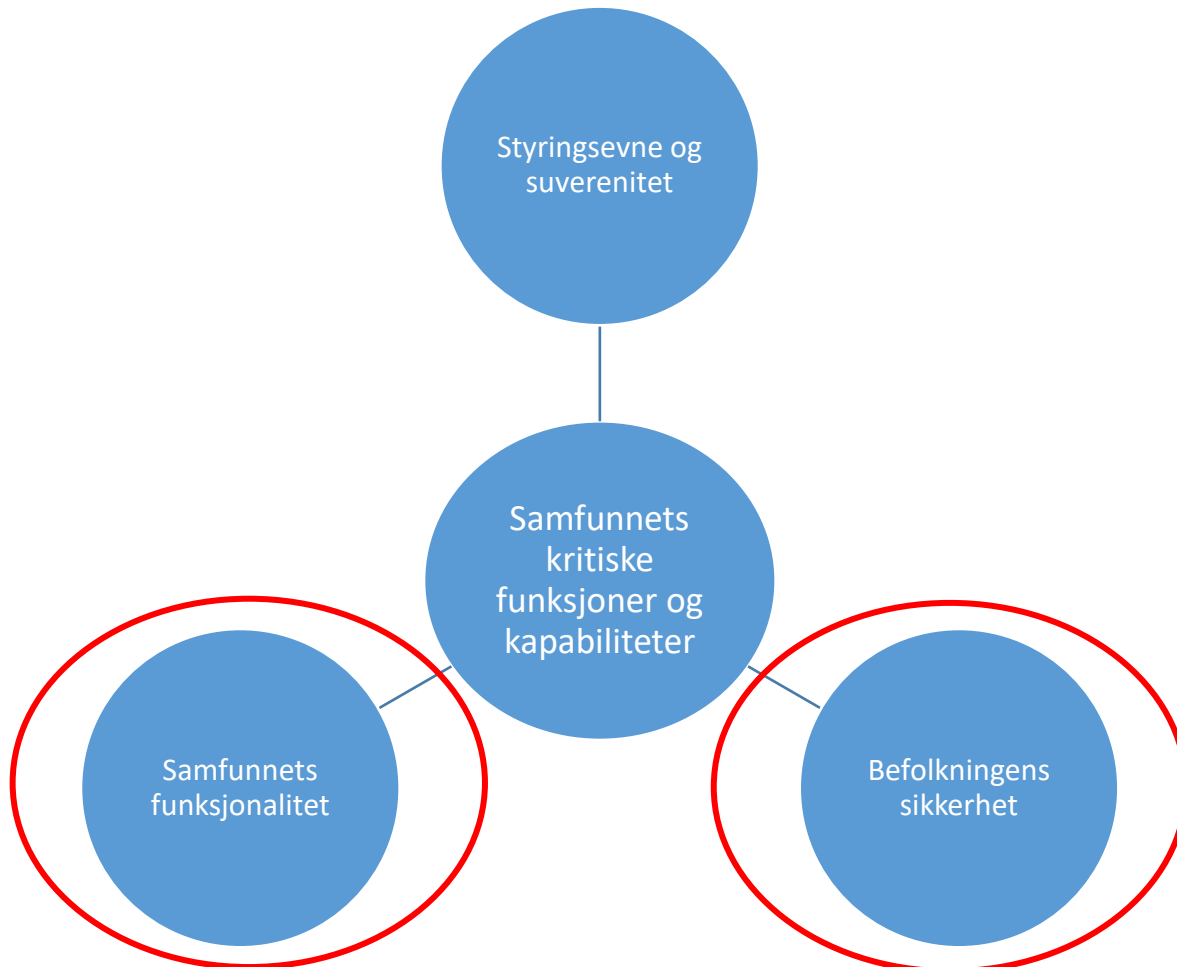 Styringsevne og
suverenitet
Samfunnets
kritiske
funksjoner og
kapabiliteter
Samfunnets
funksjonalitet
Befolkningens
sikkerhet